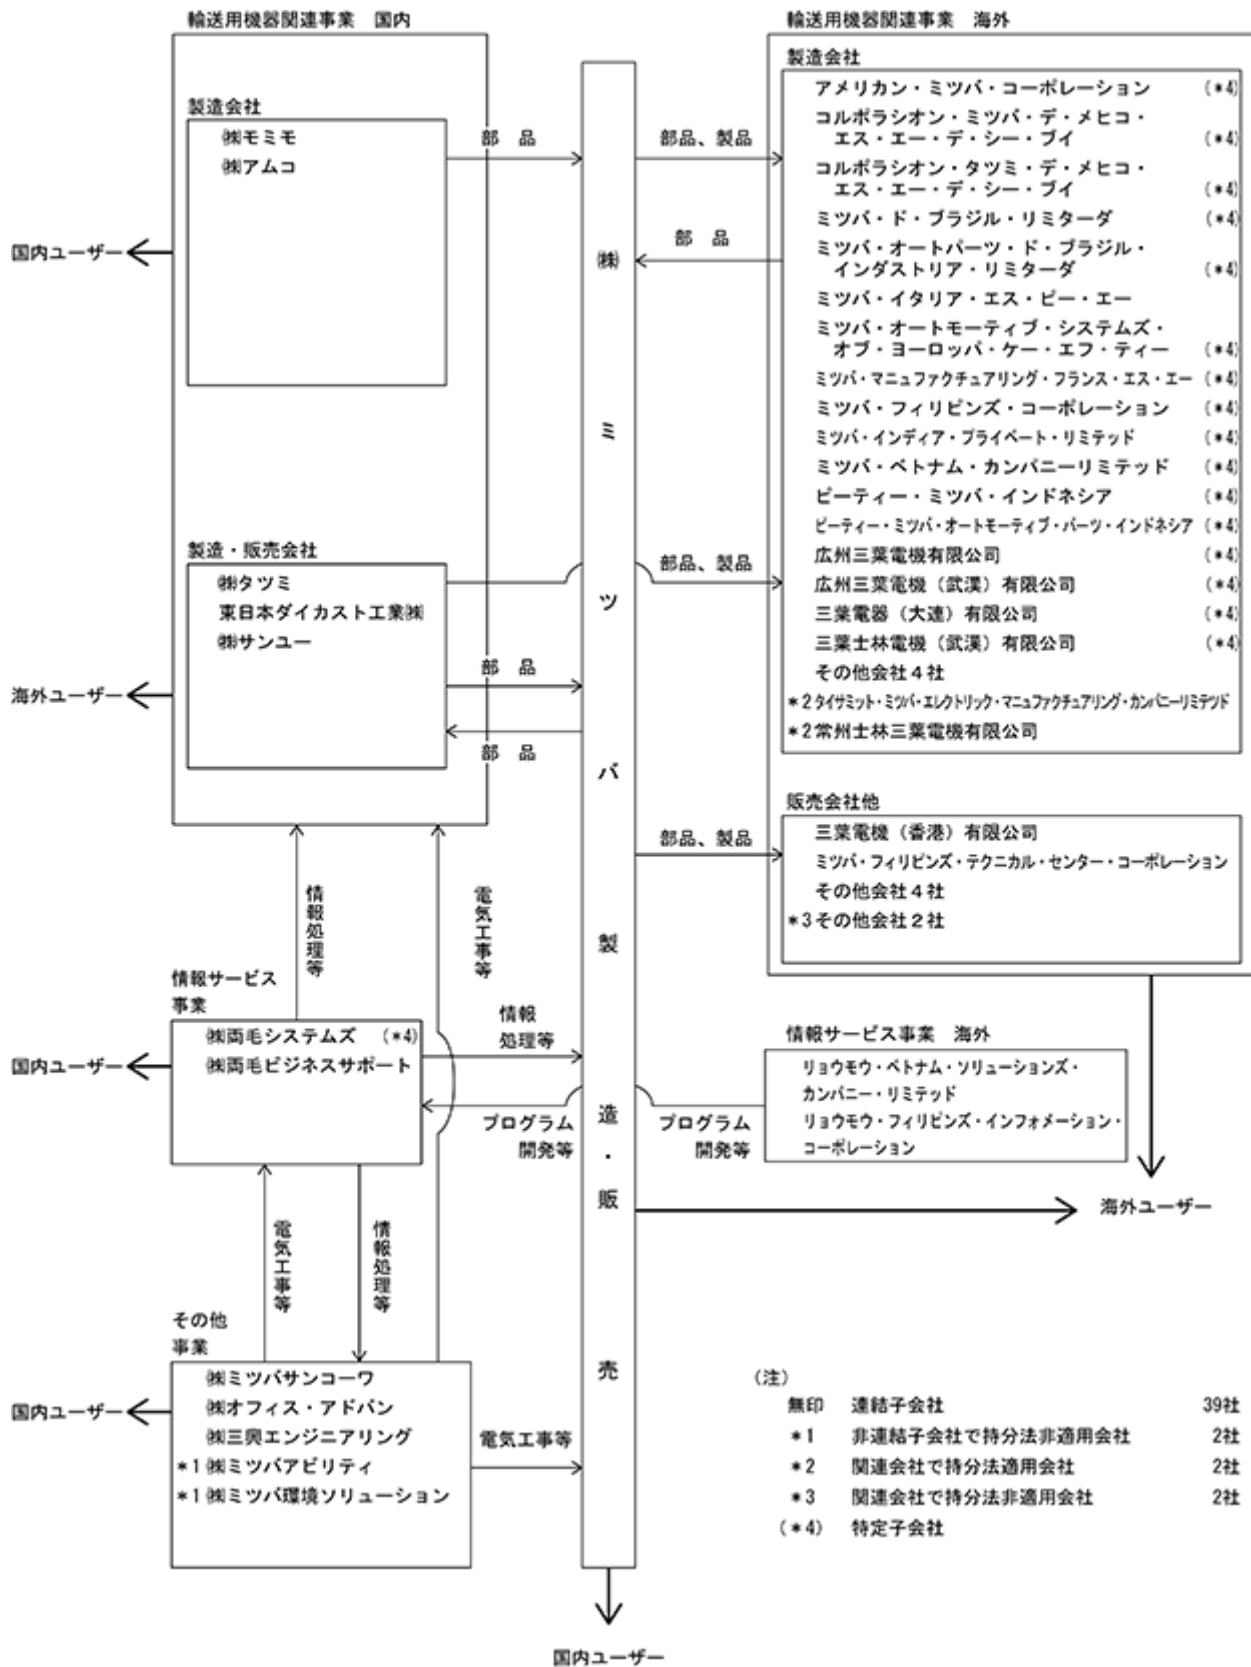 輸送用機器関連事業　国内
製造会社
㈱モミモ
㈱アムコ
部　品
国内ユーザー
製造・販売会社
㈱タツミ
東日本ダイカスト工業㈱
㈱サンユー
部　品
部　品
海外ユーザー
情報処理等
電気工事等
情報サービス
事業
㈱両毛システムズ　(*4)
㈱両毛ビジネスサポート
国内ユーザー
情報
処理等
プログラム
開発等
電気工事等
情報処理等
その他
事業
㈱ミツバサンコーワ
㈱オフィス・アドバン
㈱三興エンジニアリング
*1㈱ミツバアビリティ
*1㈱ミツバ環境ソリューション
国内ユーザー
電気工事等
㈱ミツバ製造・販売
国内ユーザー
輸送用機器関連事業　海外
製造会社
部品、製品
部　品
アメリカン・ミツバ・コーポレーション　(*4)
コルポラシオン・ミツバ・デ・メヒコ・
エス・エー・デ・シー・ブイ　(*4)
コルポラシオン・タツミ・デ・メヒコ・
エス・エー・デ・シー・ブイ　(*4)
ミツバ・ド・ブラジル・リミターダ　(*4)
ミツバ・オートパーツ・ド・ブラジル・
インダストリア・リミターダ　(*4)
ミツバ・イタリア・エス・ピー・エー
ミツバ・オートモーティブ・システムズ・
オブ・ヨーロッパ・ケー・エフ・ティー　(*4)
ミツバ・マニュファクチュアリング・フランス・エス・エー　(*4)
ミツバ・フィリピンズ・コーポレーション　(*4)
ミツバ・インディア・プライベート・リミテッド　(*4)
ミツバ・ベトナム・カンパニーリミテッド　(*4)
ピーティー・ミツバ・インドネシア　(*4)
ピーティー・ミツバ・オートモーティブ・パーツ・インドネシア　(*4)
広州三葉電機有限公司　(*4)
広州三葉電機（武漢）有限公司　(*4)
三葉電器（大連）有限公司　(*4)
三葉士林電機（武漢）有限公司　(*4)
その他会社４社
*2タイサミット・ミツバ・エレクトリック・マニュファクチュアリング・カンパニーリミテッド
*2常州士林三葉電機有限公司
部品、製品
販売会社他
部品、製品
三葉電機（香港）有限公司
ミツバ・フィリピンズ・テクニカル・センター・コーポレーション
その他会社４社
*3その他会社２社
情報サービス事業　海外
リョウモウ・ベトナム・ソリューションズ・
カンパニー・リミテッド
リョウモウ・フィリピンズ・インフォメーション・
コーポレーション
プログラム
開発等
海外ユーザー
(注)
無印　連結子会社　39社
*1　非連結子会社で持分法非適用会社　2社
*2　関連会社で持分法適用会社　2社
*3　関連会社で持分法非適用会社　2社
(*4)　特定子会社